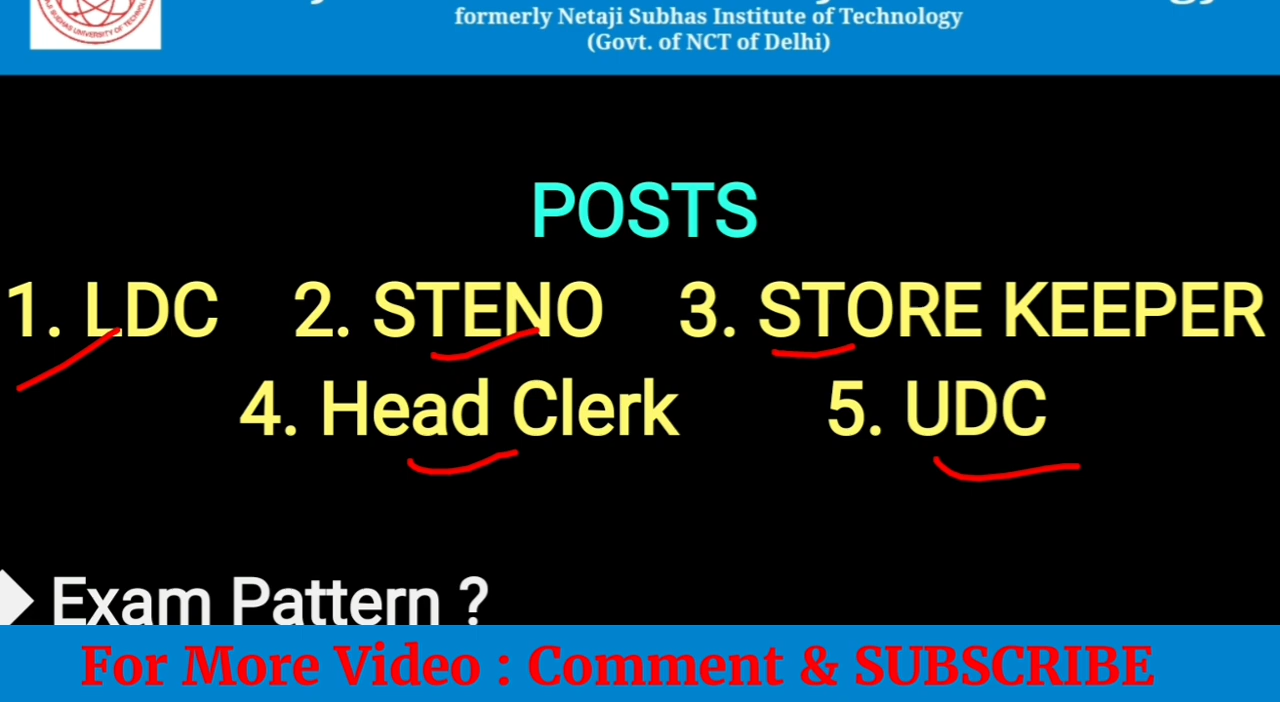 formerly Netaji Subhas Institute of Technology
(Govt. of NCT of Delhi)
POSTS
1. LDC 2. STENO 3. STORE KEEPER
4. Head Clerk 5. UDC
Exam Pattern ?
For More Video : Comment & SUBSCRIBE